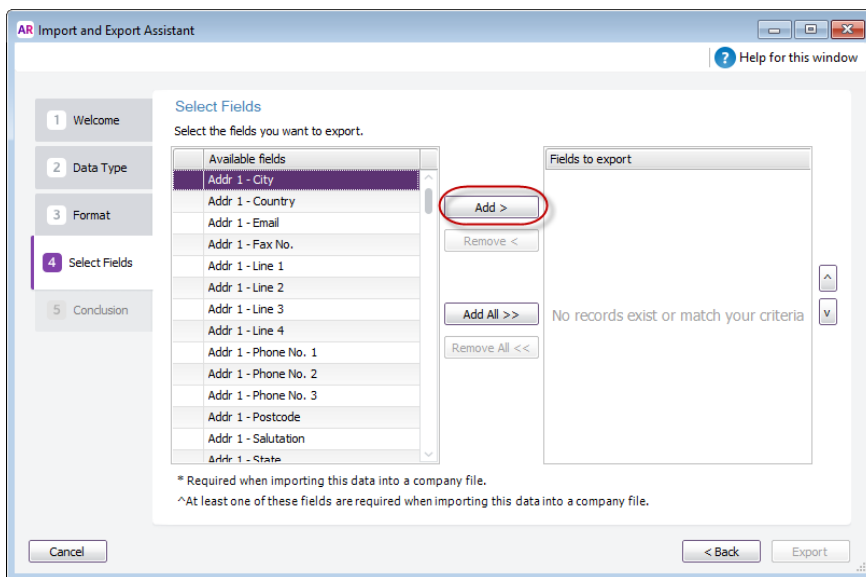 AR Import and Export Assistant
? Help for this window
1 Welcome
2 Data Type
3 Format
4 Select Fields
5 Conclusion
Select Fields
Select the fields you want to export.
Available fields
Addr 1 - City
Addr 1 - Country
Addr 1 - Email
Addr 1 - Fax No.
Addr 1 - Line 1
Addr 1 - Line 2
Addr 1 - Line 3
Addr 1 - Line 4
Addr 1 - Phone No. 1
Addr 1 - Phone No. 2
Addr 1 - Phone No. 3
Addr 1 - Postcode
Addr 1 - Salutation
Addr 1 - State
Add >
Remove <
Add All >>
Remove All <<
Fields to export
No records exist or match your criteria
^
v
* Required when importing this data into a company file.
^At least one of these fields are required when importing this data into a company file.
Cancel
< Back
Export